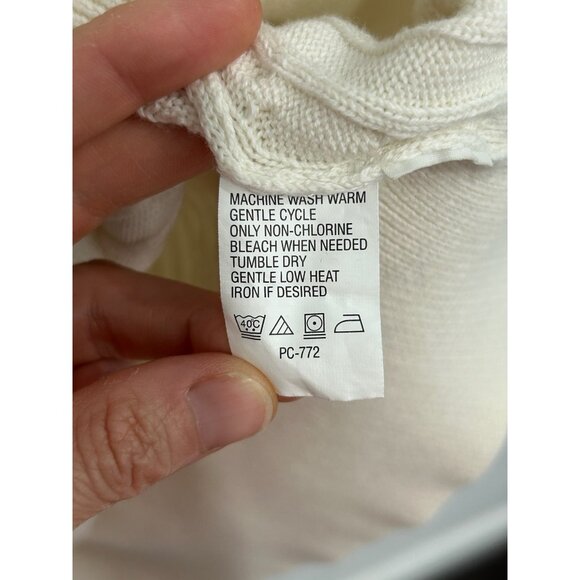 MACHINE WASH WARM
GENTLE CYCLE
ONLY NON-CHLORINE
BLEACH WHEN NEEDED
TUMBLE DRY
GENTLE LOW HEAT
IRON IF DESIRED
40C
PC-772